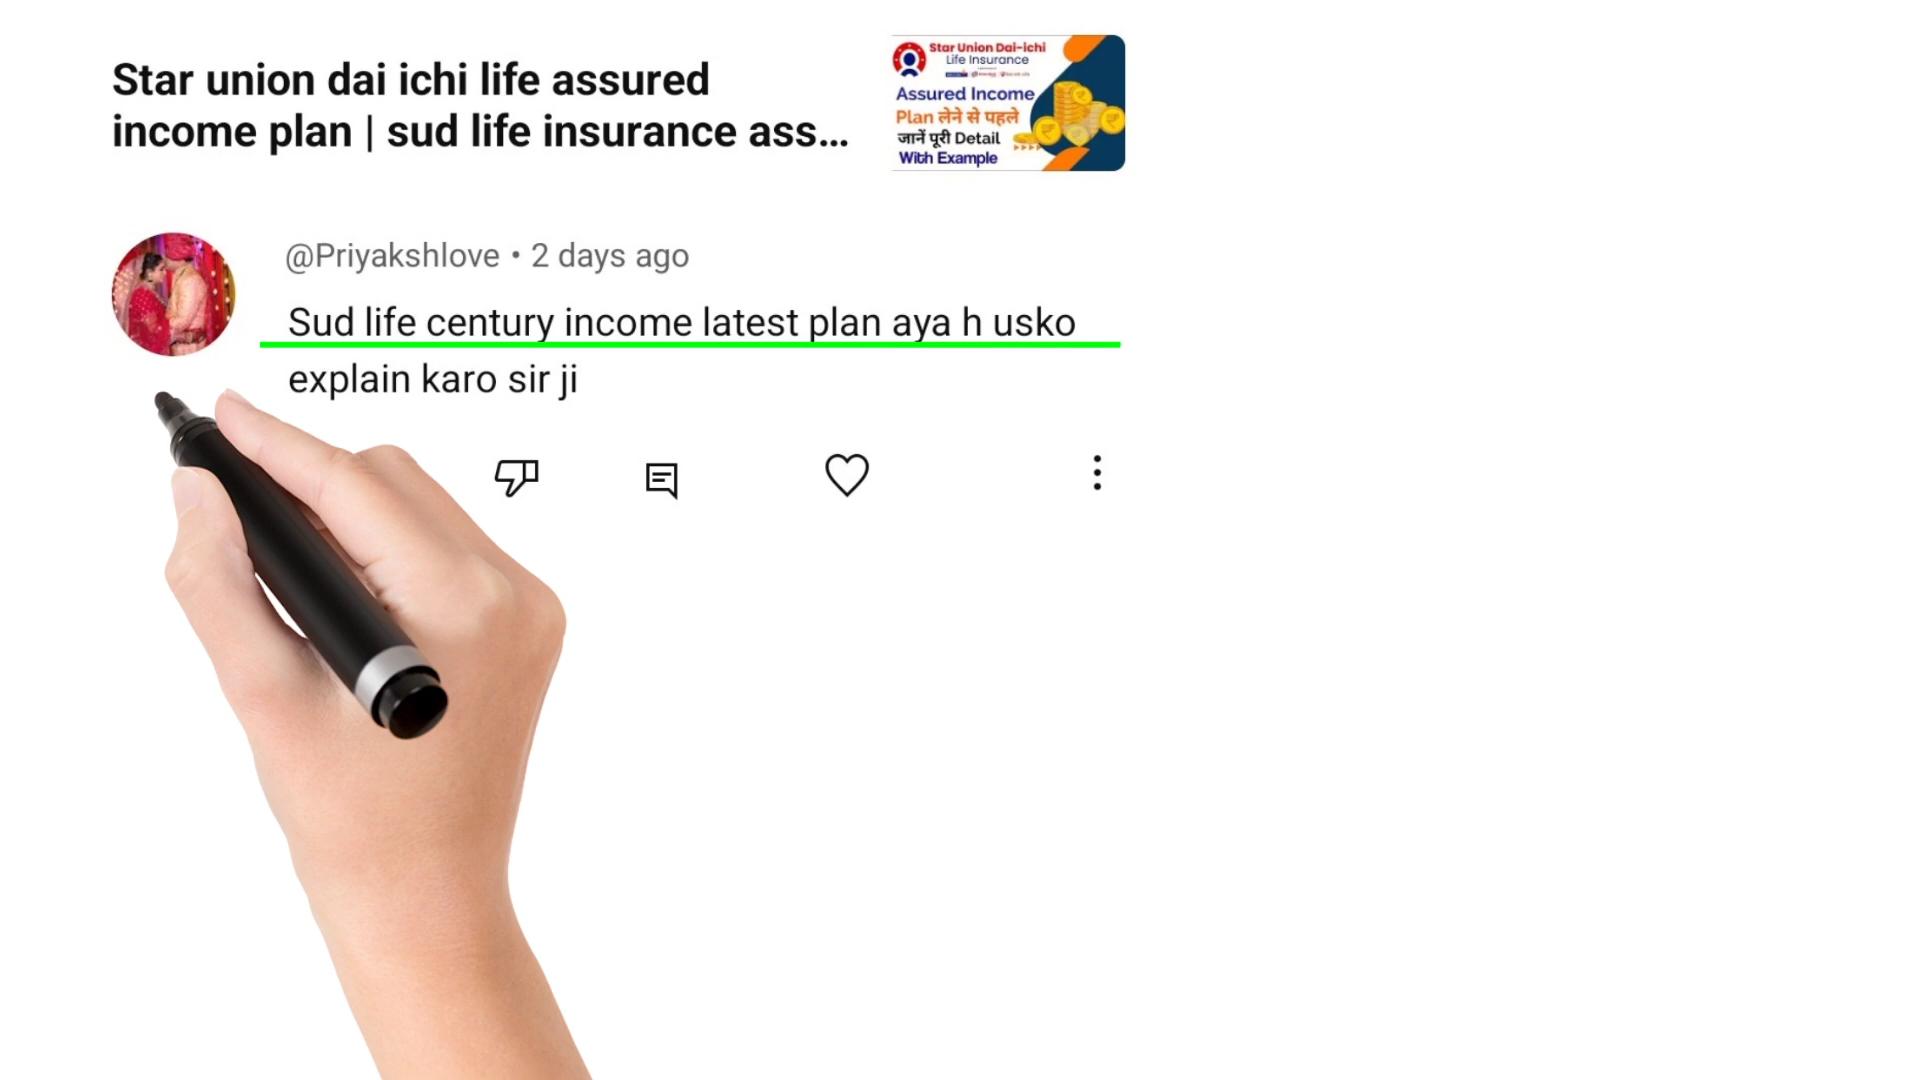 Star union dai ichi life assured
income plan | sud life insurance ass...
Star Union Dai-ichi
Life Insurance
Assured Income
Plan लेने से पहले
जानें पूरी Detail
With Example
@Priyakshlove • 2 days ago
Sud life century income latest plan aya h usko
explain karo sir ji